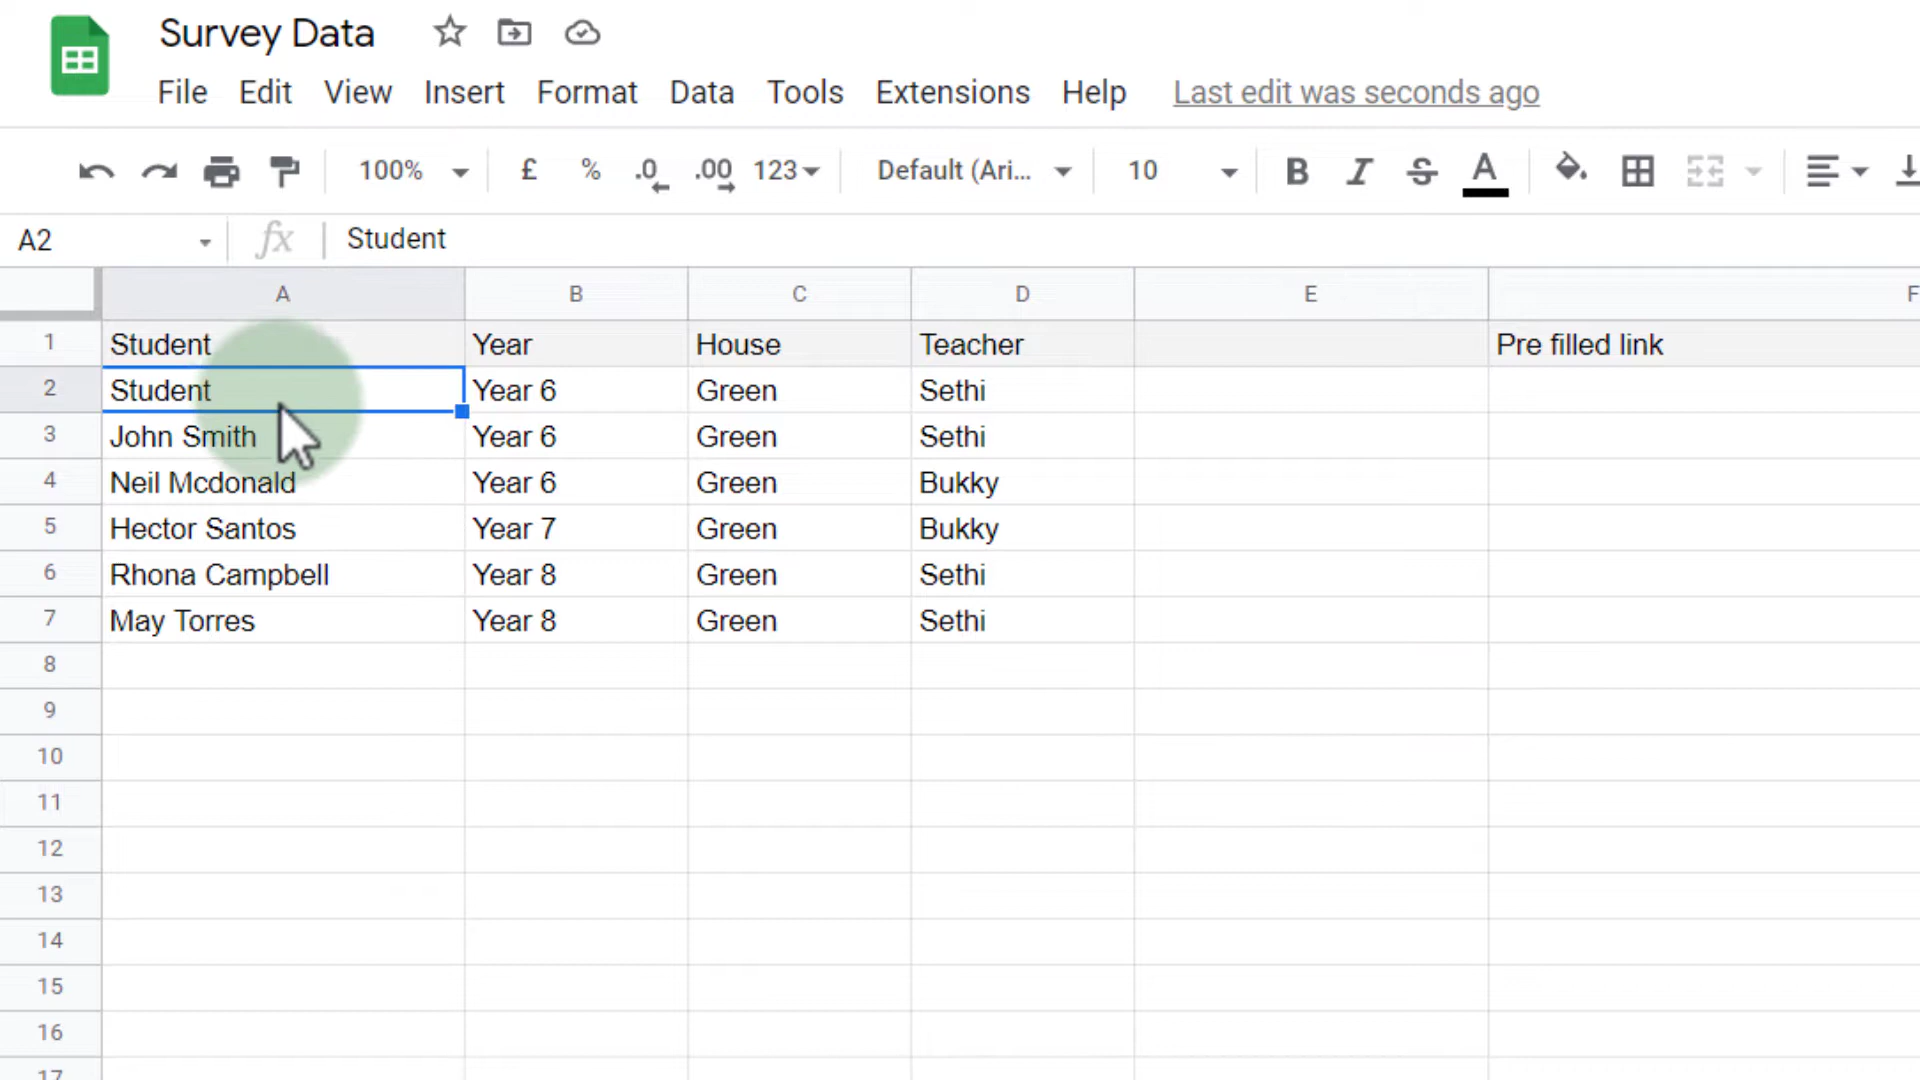 Survey Data
File Edit View Insert Format Data Tools Extensions Help Last edit was seconds ago
100% £ % .0 .00 123 Default (Ari... 10 B I S A
A2 fx Student
A B C D E F
1 Student Year House Teacher Pre filled link
2 Student Year 6 Green Sethi
3 John Smith Year 6 Green Sethi
4 Neil Mcdonald Year 6 Green Bukky
5 Hector Santos Year 7 Green Bukky
6 Rhona Campbell Year 8 Green Sethi
7 May Torres Year 8 Green Sethi
8
9
10
11
12
13
14
15
16
17